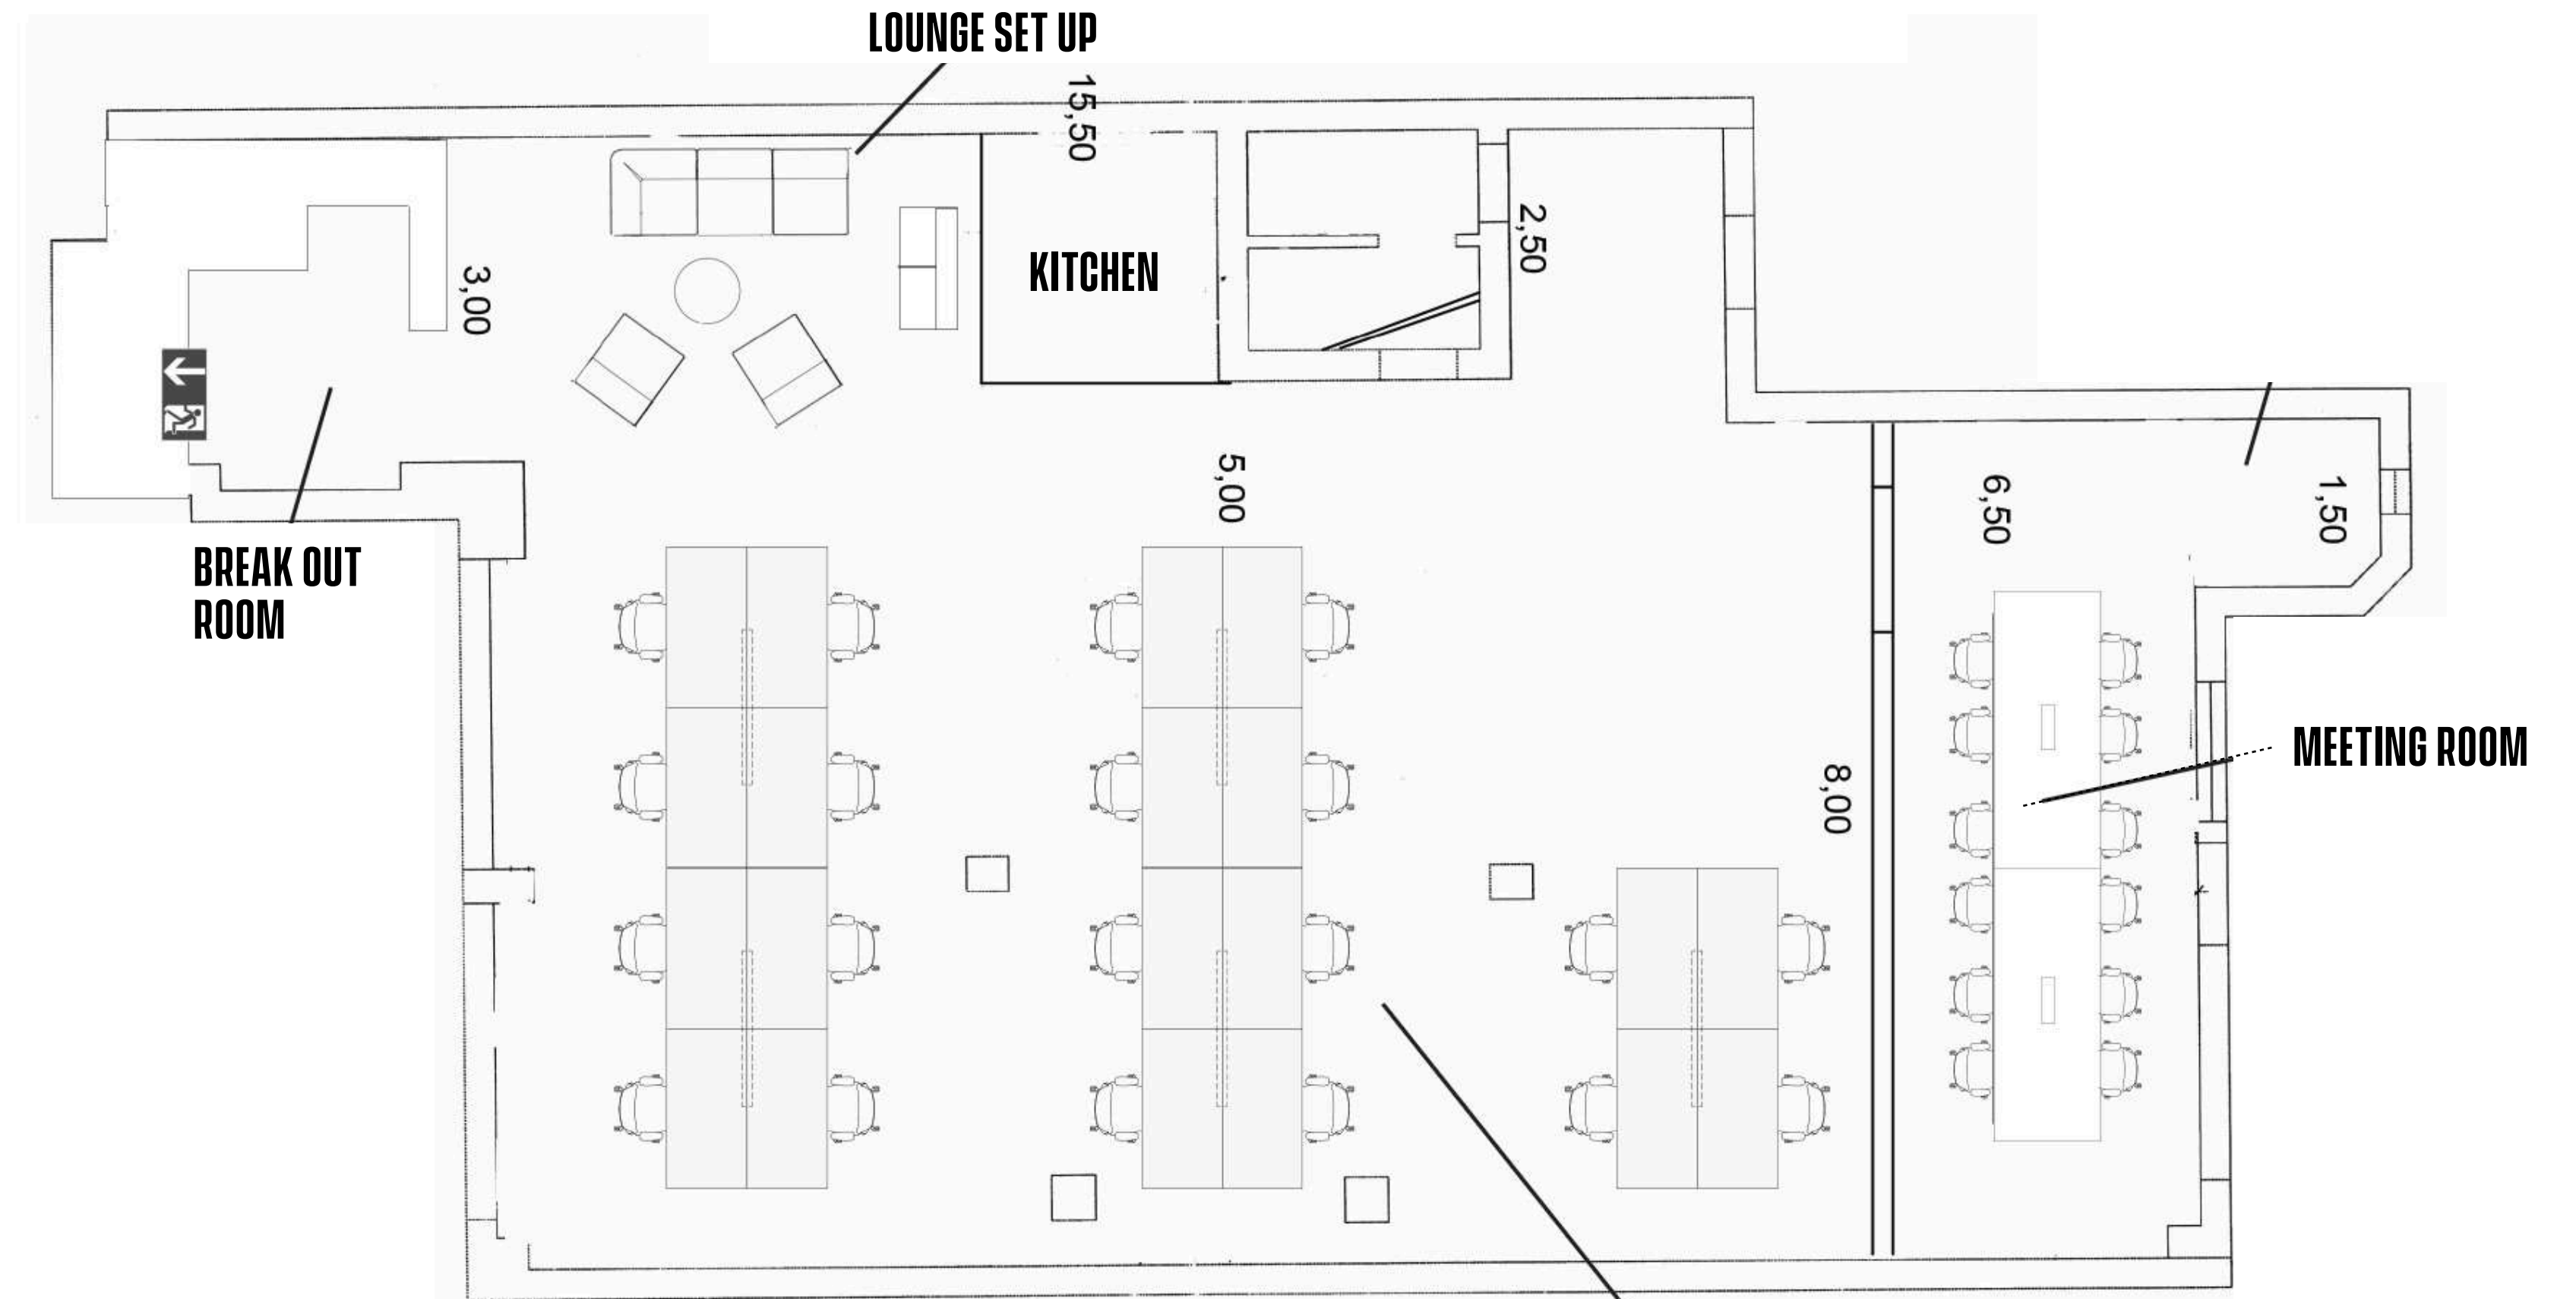 LOUNGE SET UP
15,50
2,50
KITCHEN
3,00
5,00
6,50
1,50
BREAK OUT
ROOM
MEETING ROOM
8,00